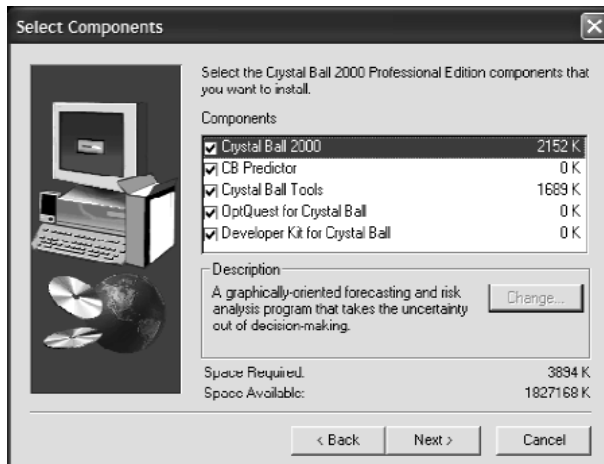 Select Components
Select the Crystal Ball 2000 Professional Edition components that
you want to install.
Components
Crystal Ball 2000 2152 K
CB Predictor 0 K
Crystal Ball Tools 1689 K
OptQuest for Crystal Ball 0 K
Developer Kit for Crystal Ball 0 K
Description
A graphically-oriented forecasting and risk
analysis program that takes the uncertainty
out of decision-making.
Change...
Space Required: 3894 K
Space Available: 1827168 K
< Back Next > Cancel